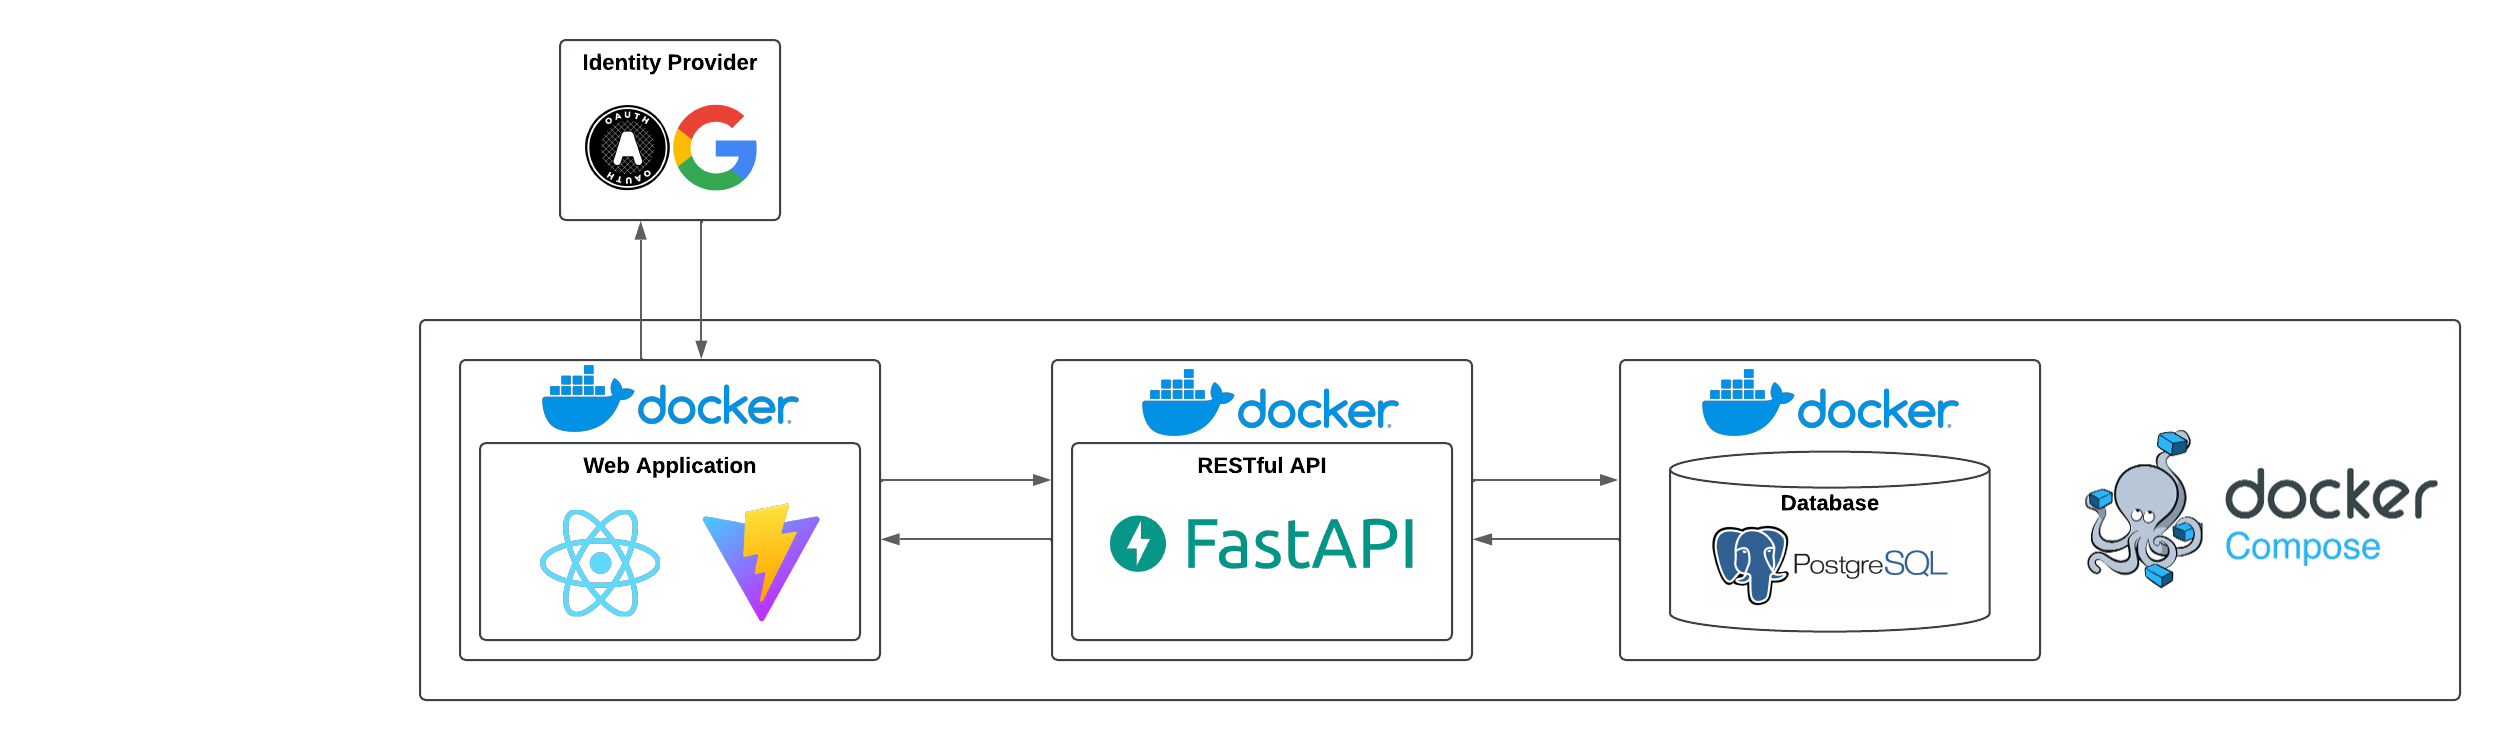 Identity Provider
OAUTH
OAUTH
docker
Web Application
docker
RESTful API
FastAPI
docker
Database
PostgreSQL
docker
Compose